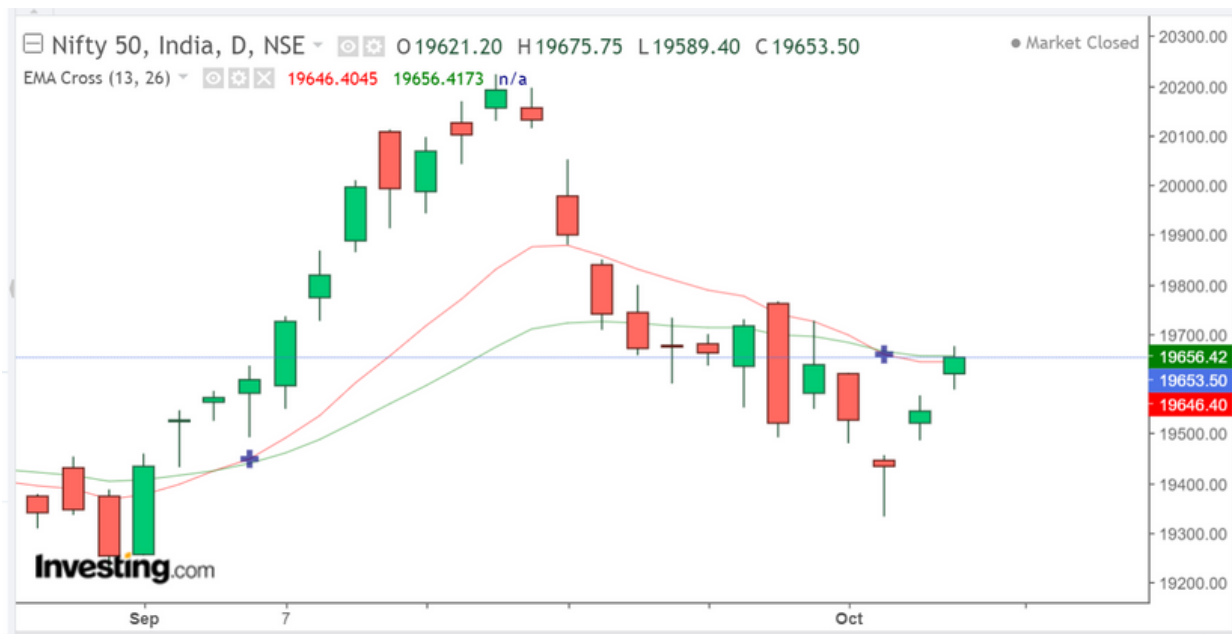 Nifty 50, India, D, NSE O19621.20 H19675.75 L19589.40 C19653.50
Market Closed
EMA Cross (13, 26) 19646.4045 19656.4173 n/a
20300.00
20200.00
20100.00
20000.00
19900.00
19800.00
19700.00
19656.42
19653.50
19646.40
19500.00
19400.00
19300.00
19200.00
Investing.com
Sep 7 Oct